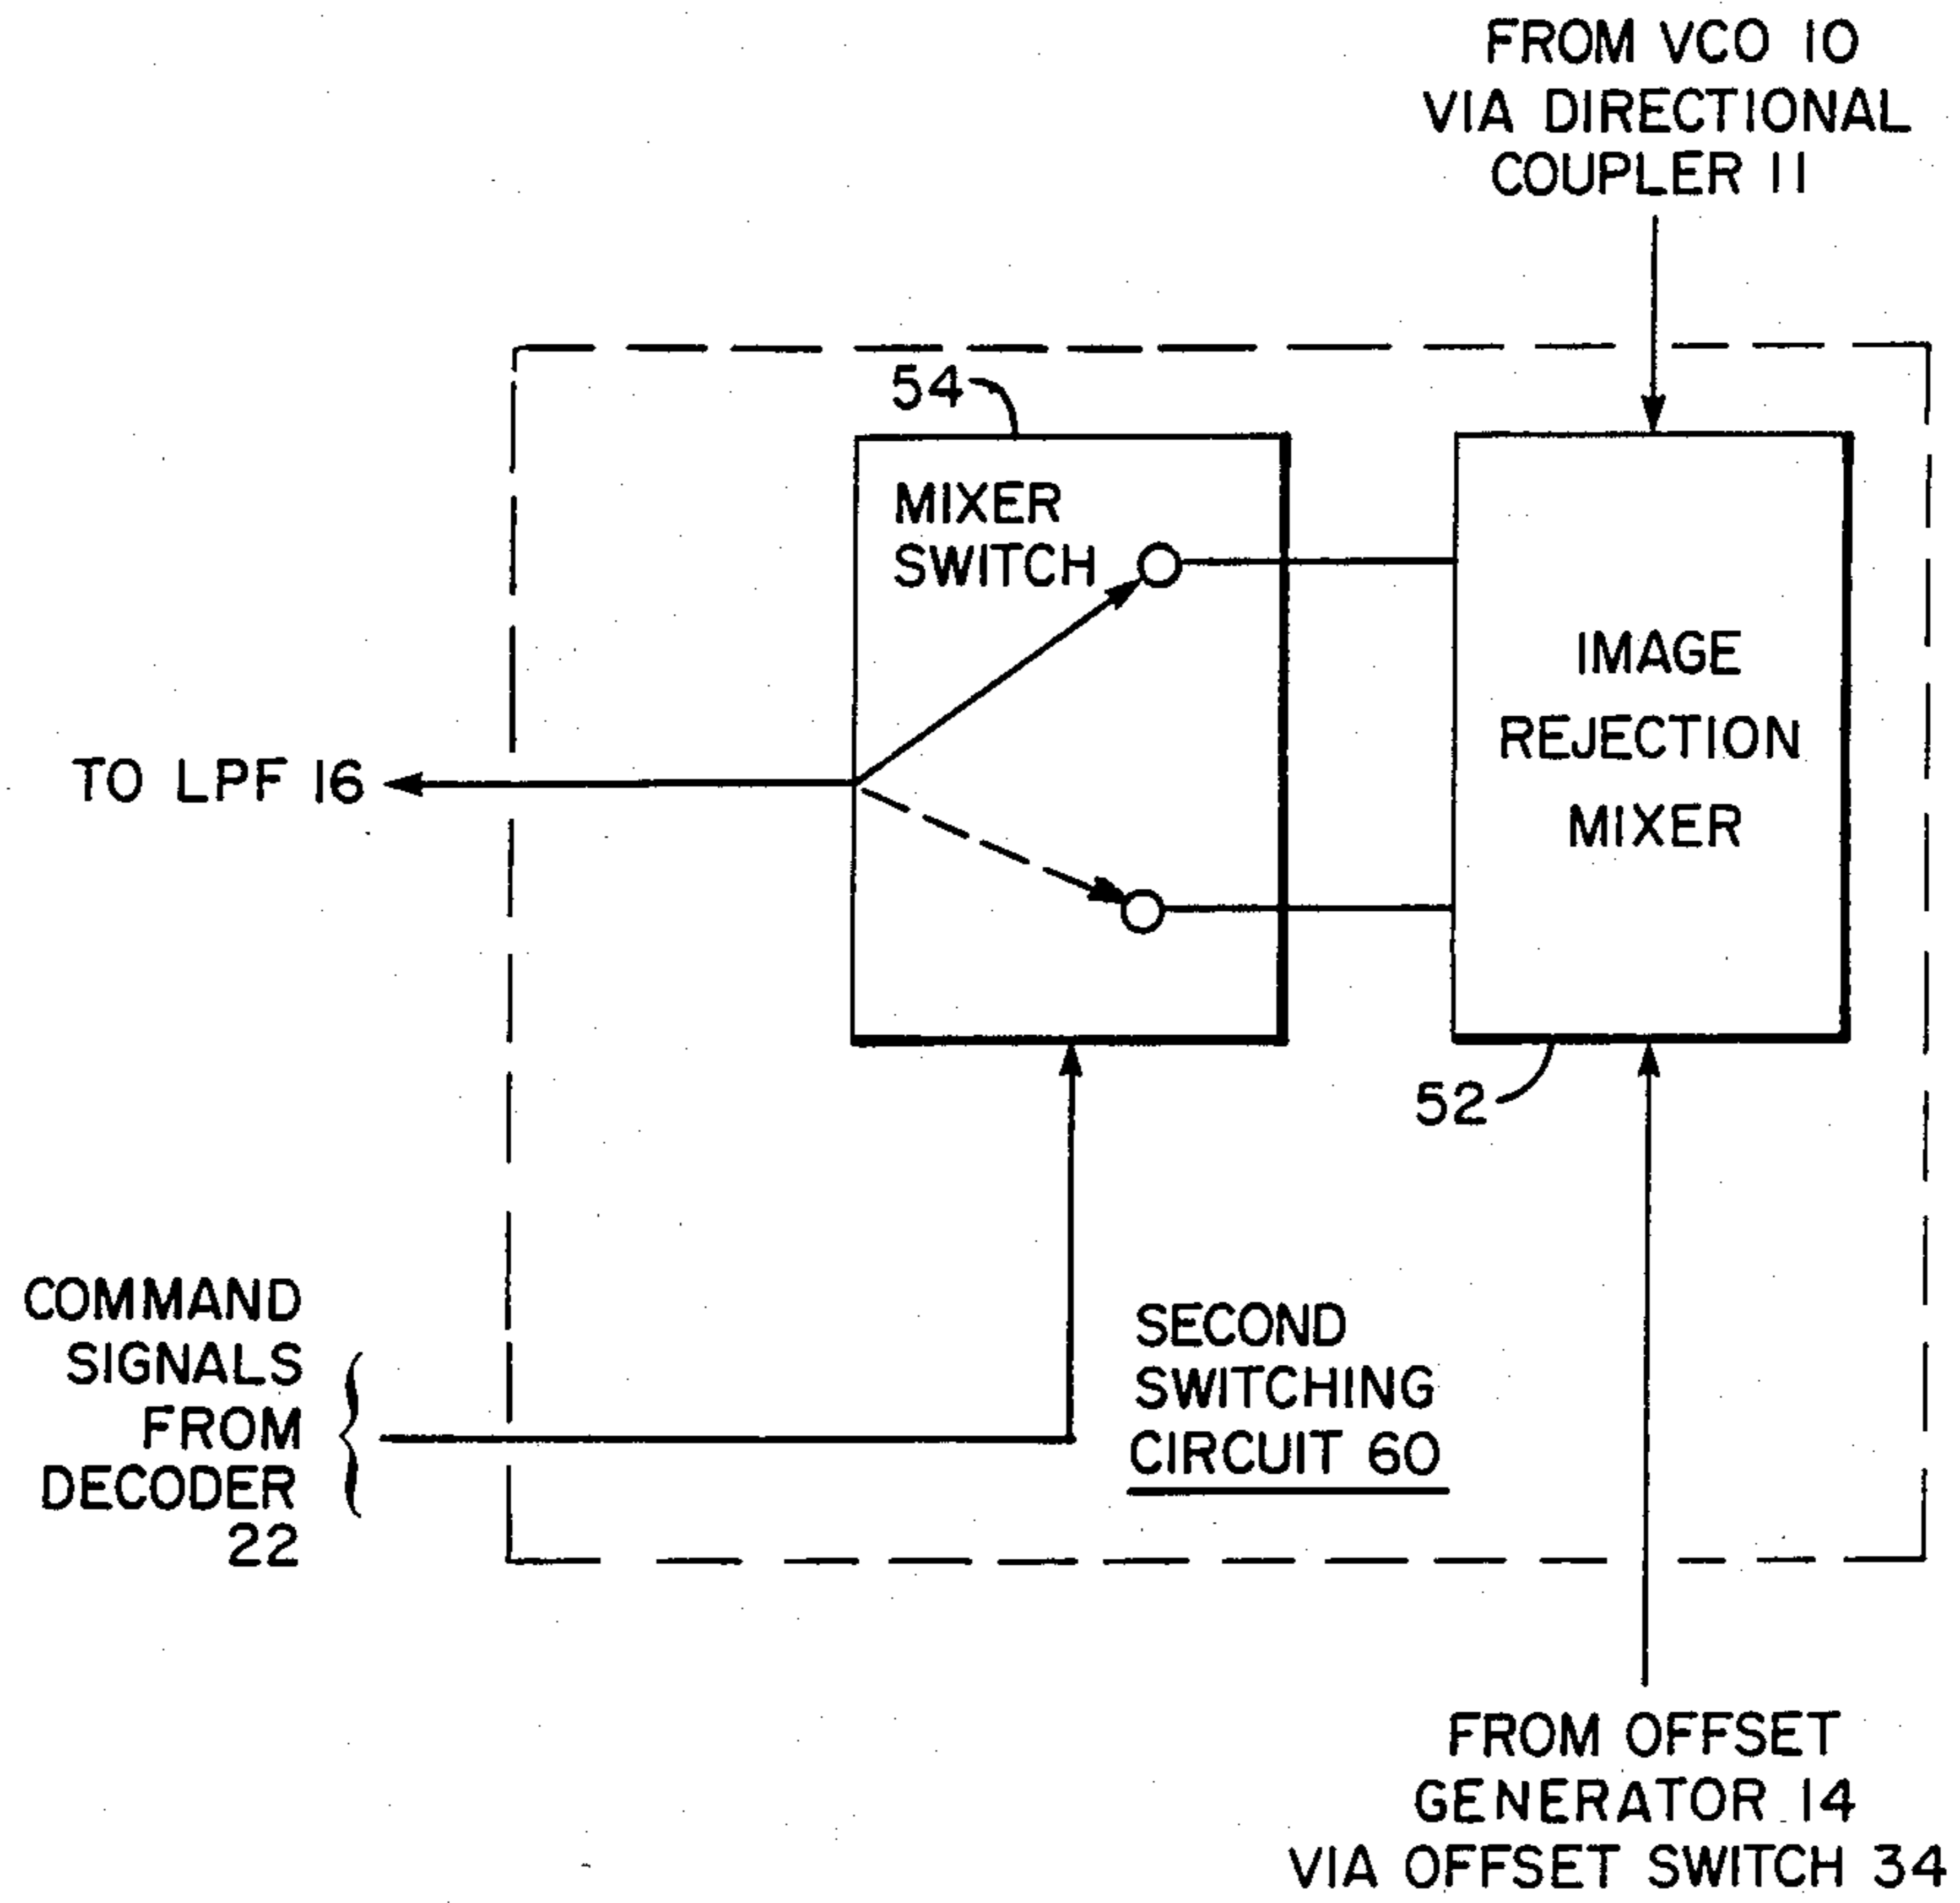 FROM VCO 10
VIA DIRECTIONAL
COUPLER 11
54
MIXER
SWITCH
IMAGE
REJECTION
MIXER
TO LPF 16
52
COMMAND
SIGNALS
FROM
DECODER
22
SECOND
SWITCHING
CIRCUIT 60
FROM OFFSET
GENERATOR 14
VIA OFFSET SWITCH 34